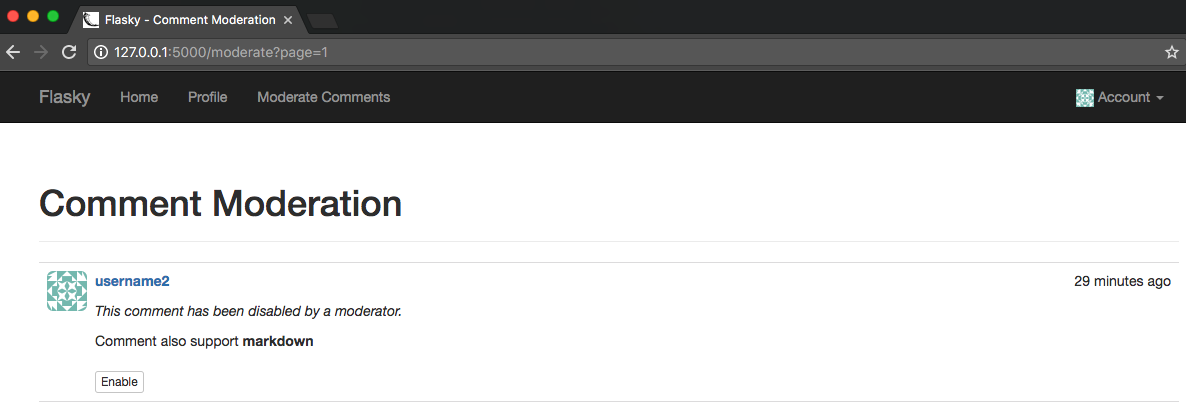 Flasky - Comment Moderation
127.0.0.1:5000/moderate?page=1
Flasky Home Profile Moderate Comments Account
Comment Moderation
username2 29 minutes ago
This comment has been disabled by a moderator.
Comment also support markdown
Enable